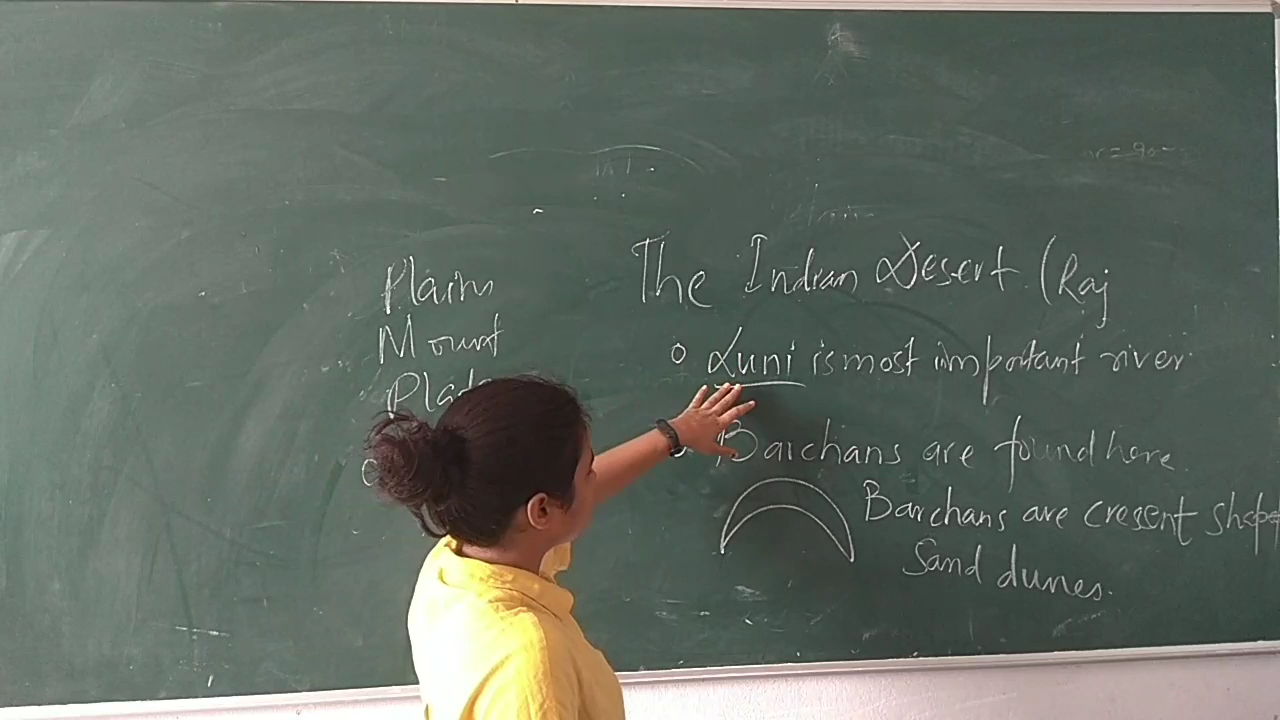 Plains
Mount
The Indian Desert (Raj
Luni is most important river
Barchans are found here.
Barchans are cresent shape
Sand dunes.